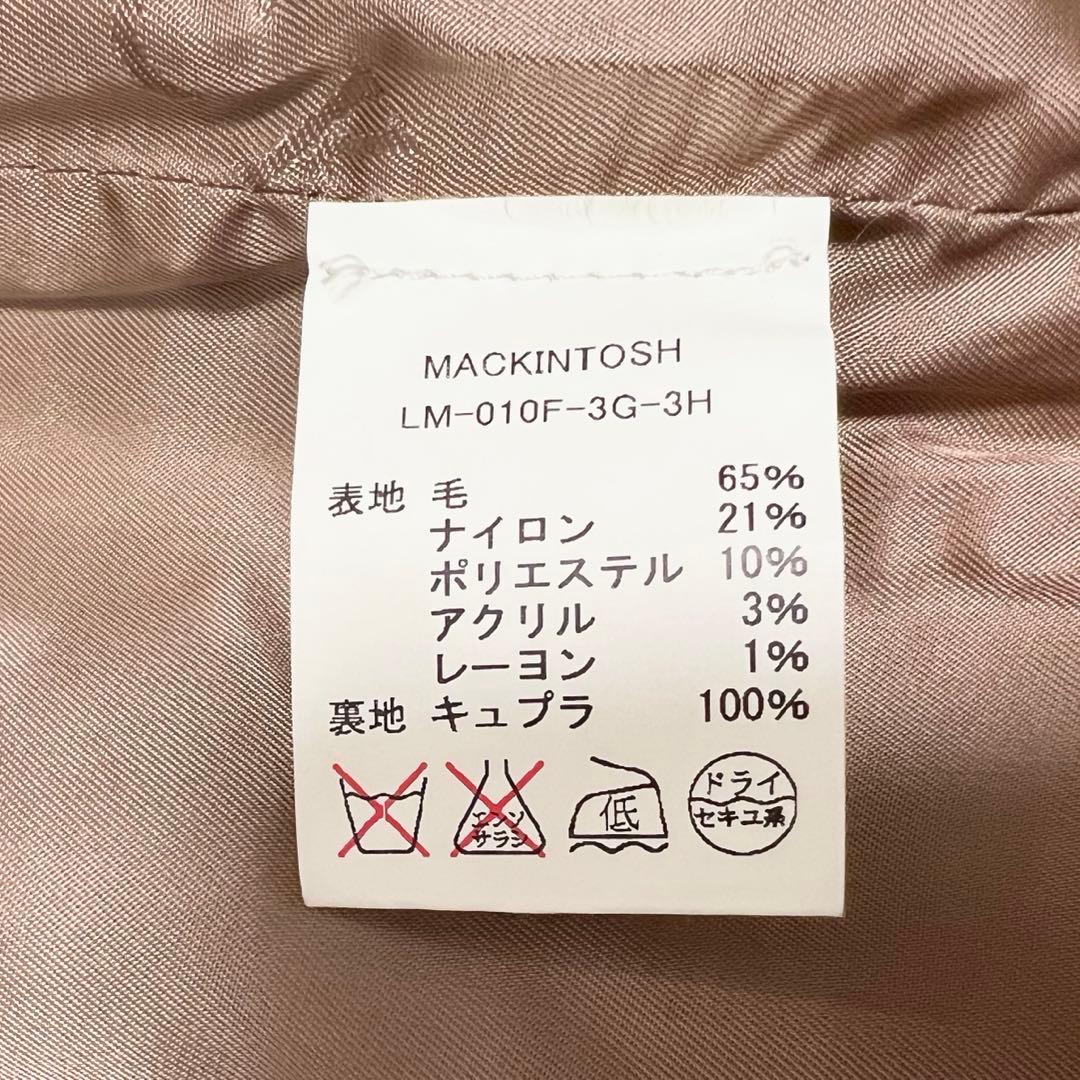 MACKINTOSH
LM-010F-3G-3H
表地 毛 65%
ナイロン 21%
ポリエステル 10%
アクリル 3%
レーヨン 1%
裏地 キュプラ 100%
エンソ
サラシ
低
ドライ
セキユ系